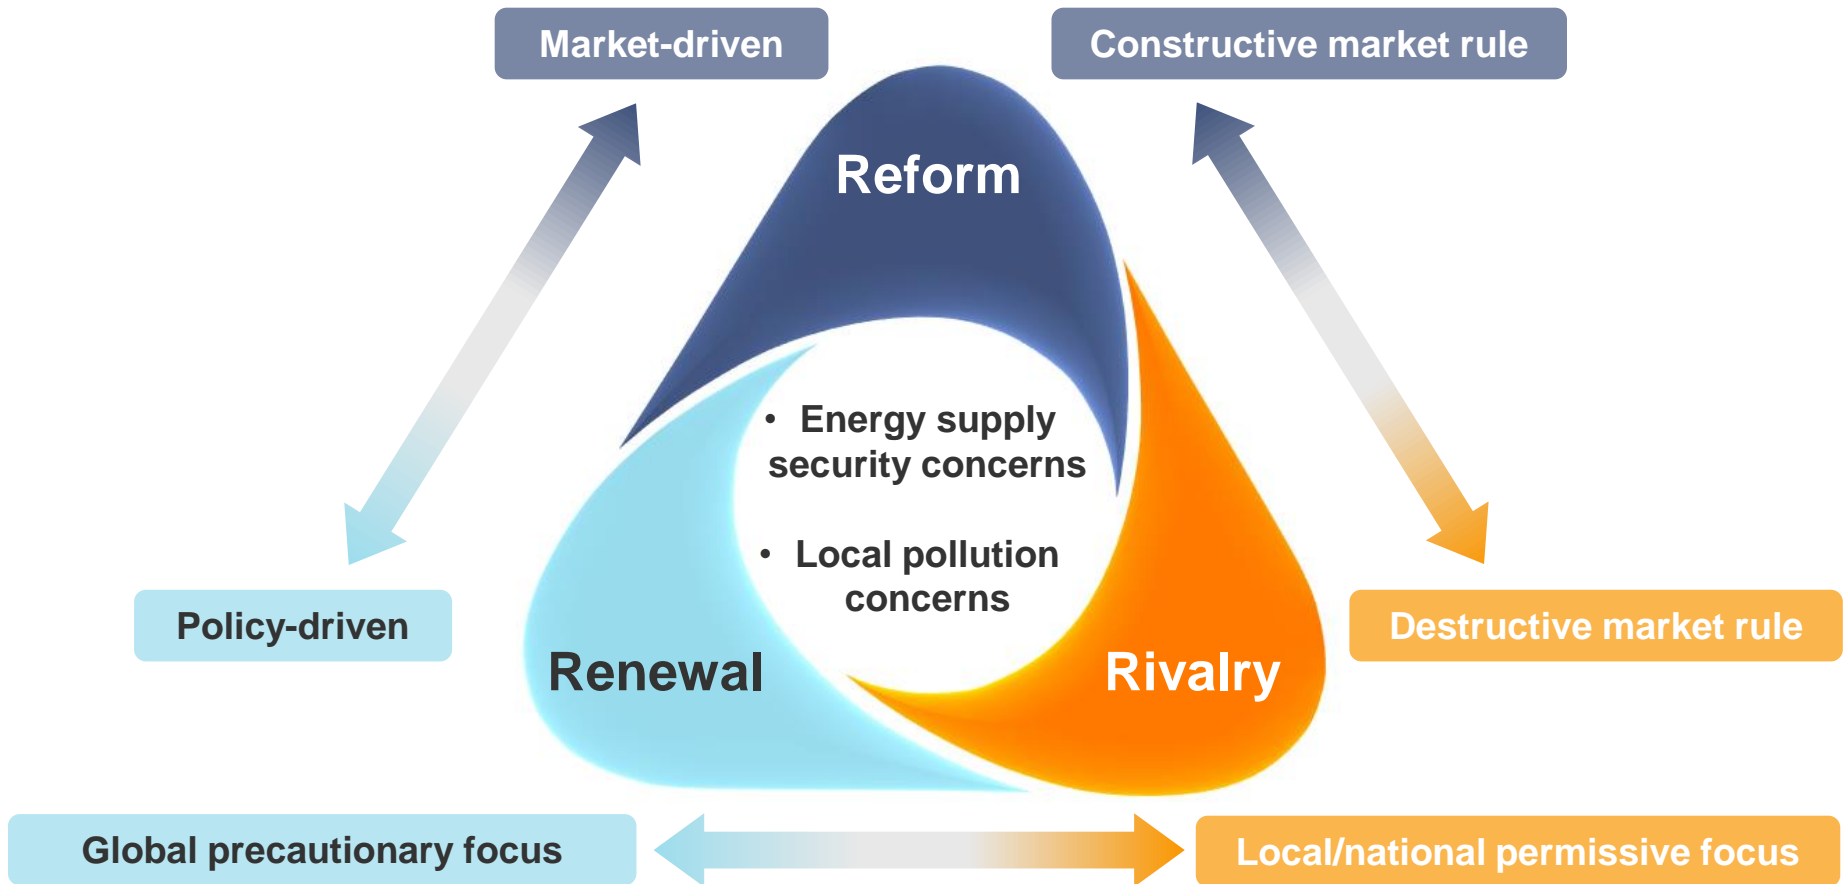 Market-driven
Constructive market rule
Reform
• Energy supply
security concerns
• Local pollution
concerns
Policy-driven
Destructive market rule
Renewal
Rivalry
Global precautionary focus
Local/national permissive focus